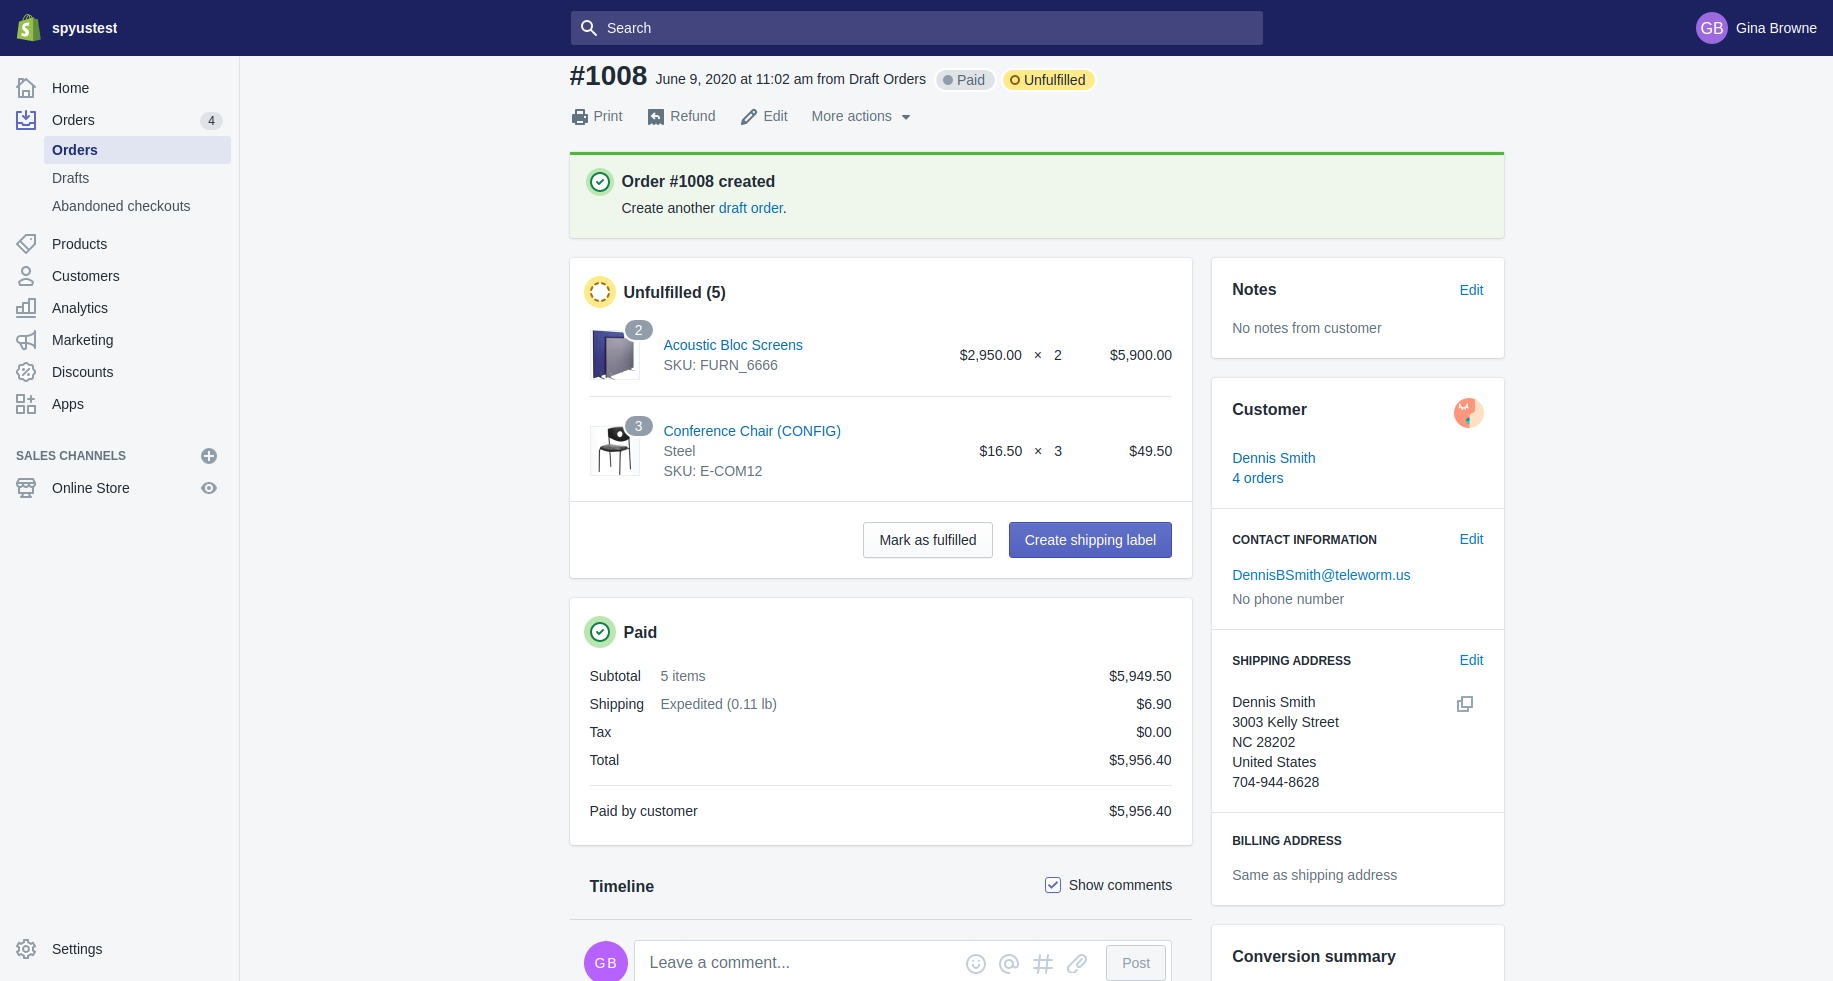 spyustest
Search
GB Gina Browne
Home
Orders 4
Orders
Drafts
Abandoned checkouts
Products
Customers
Analytics
Marketing
Discounts
Apps
SALES CHANNELS
Online Store
Settings
#1008 June 9, 2020 at 11:02 am from Draft Orders Paid Unfulfilled
Print Refund Edit More actions
Order #1008 created
Create another draft order.
Unfulfilled (5)
2
Acoustic Bloc Screens
SKU: FURN_6666
$2,950.00 × 2 $5,900.00
3
Conference Chair (CONFIG)
Steel
SKU: E-COM12
$16.50 × 3 $49.50
Mark as fulfilled Create shipping label
Paid
Subtotal 5 items $5,949.50
Shipping Expedited (0.11 lb) $6.90
Tax $0.00
Total $5,956.40
Paid by customer $5,956.40
Timeline Show comments
GB Leave a comment... Post
Notes Edit
No notes from customer
Customer
Dennis Smith
4 orders
CONTACT INFORMATION Edit
DennisBSmith@teleworm.us
No phone number
SHIPPING ADDRESS Edit
Dennis Smith
3003 Kelly Street
NC 28202
United States
704-944-8628
BILLING ADDRESS
Same as shipping address
Conversion summary